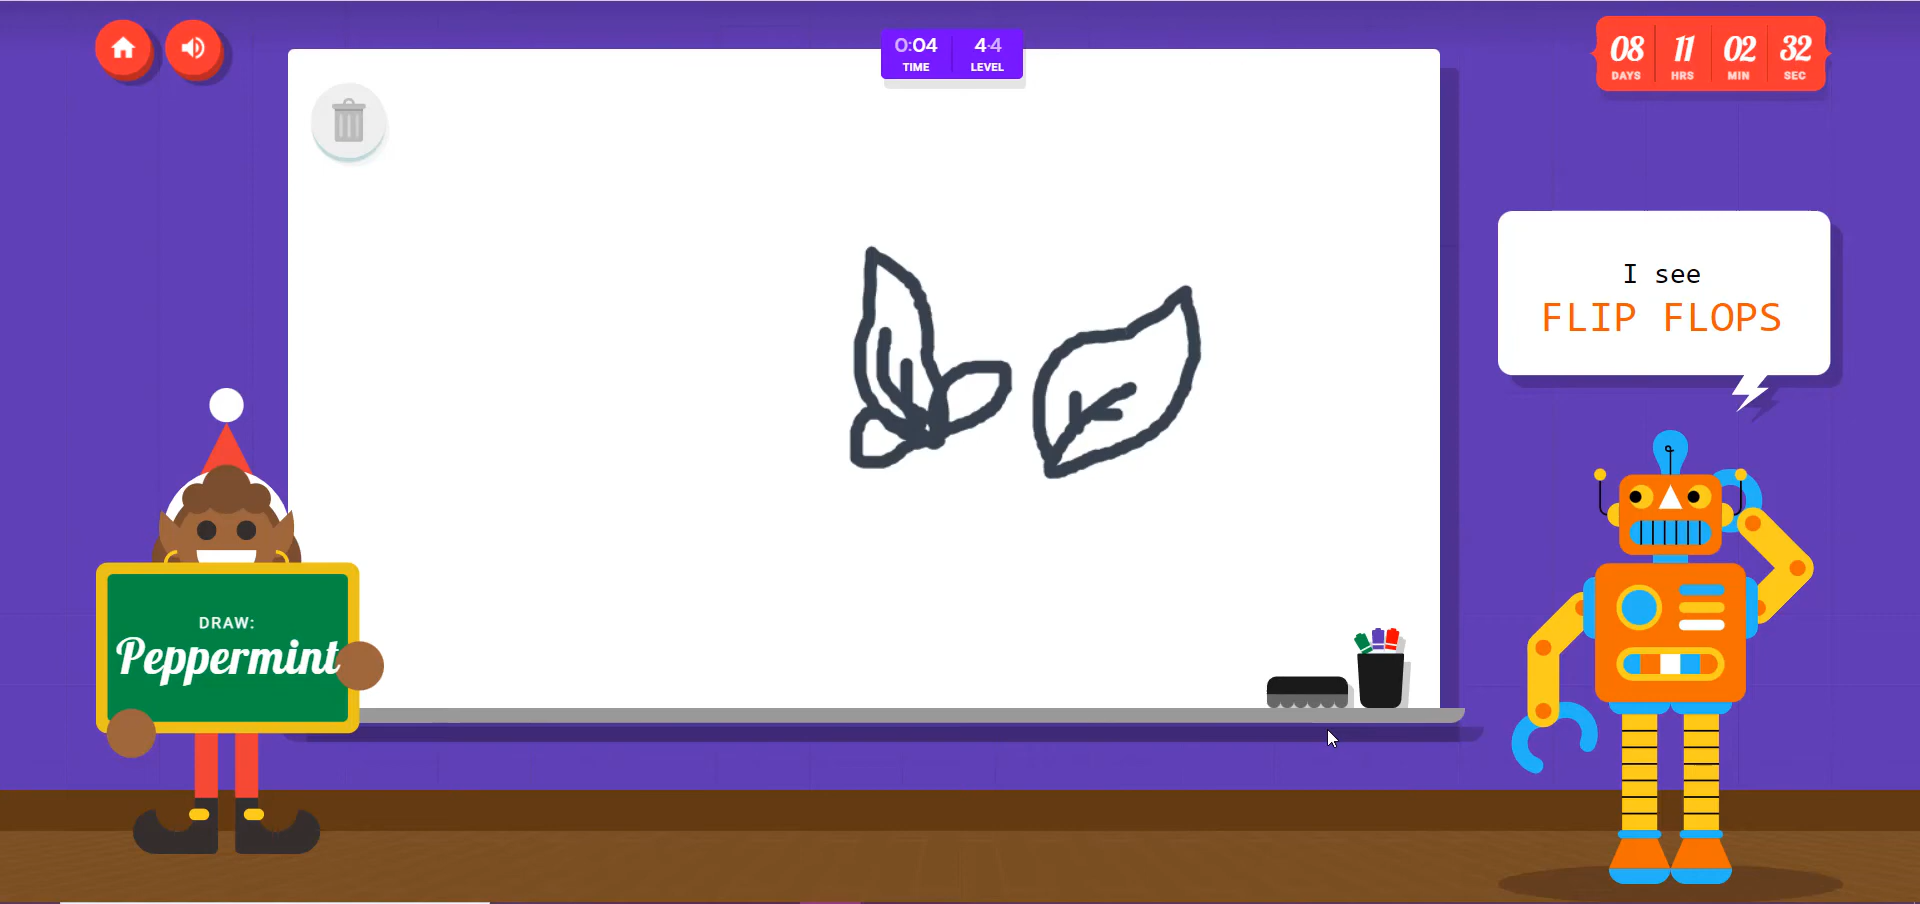 0:04
TIME
4·4
LEVEL
08
DAYS
11
HRS
02
MIN
32
SEC
I see
FLIP FLOPS
DRAW:
Peppermint